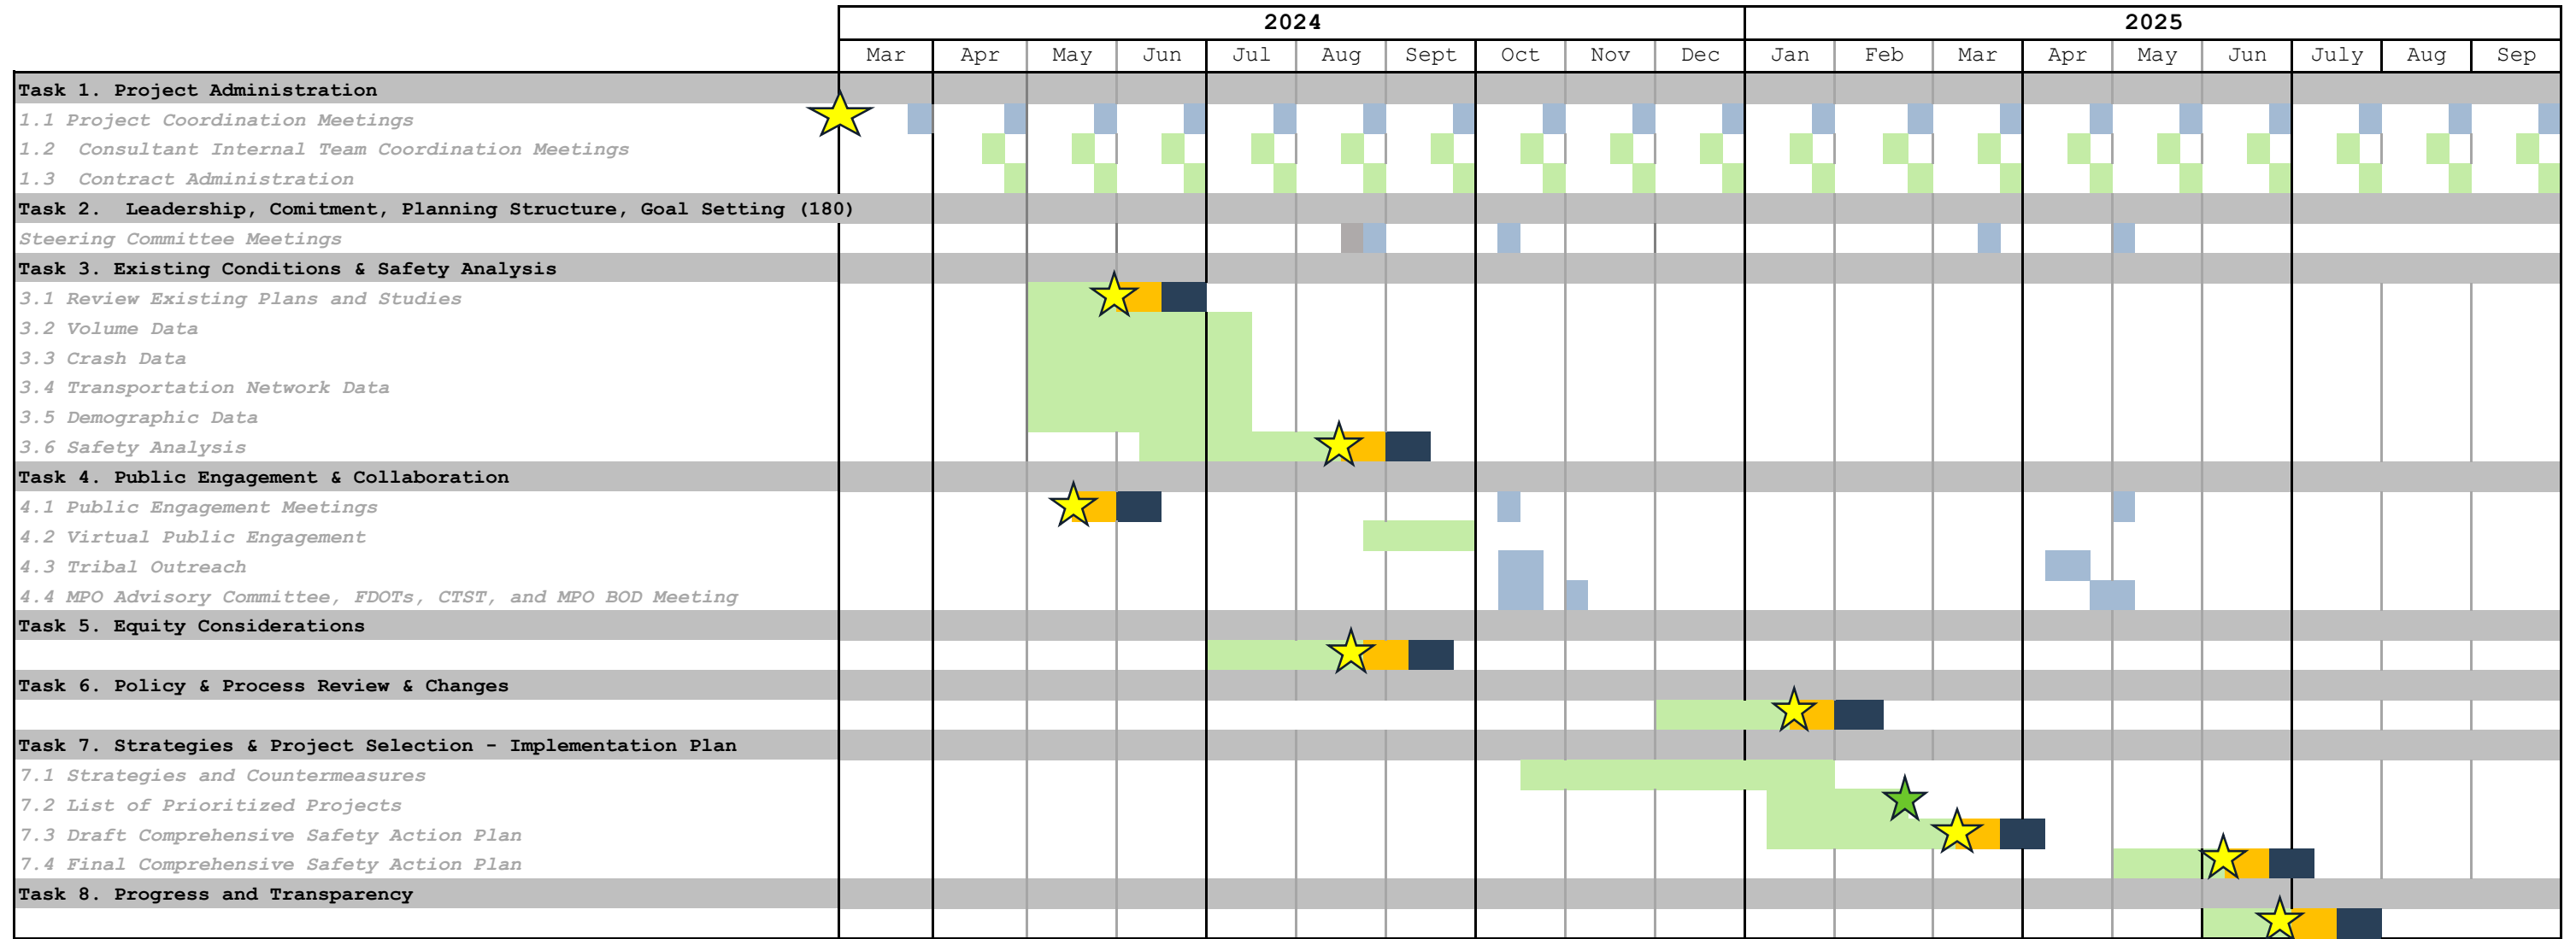 2024 2025
Mar Apr May Jun Jul Aug Sept Oct Nov Dec Jan Feb Mar Apr May Jun July Aug Sep
Task 1. Project Administration
1.1 Project Coordination Meetings
1.2  Consultant Internal Team Coordination Meetings
1.3  Contract Administration
Task 2.  Leadership, Comitment, Planning Structure, Goal Setting (180)
Steering Committee Meetings
Task 3. Existing Conditions & Safety Analysis
3.1 Review Existing Plans and Studies
3.2 Volume Data
3.3 Crash Data
3.4 Transportation Network Data
3.5 Demographic Data
3.6 Safety Analysis
Task 4. Public Engagement & Collaboration
4.1 Public Engagement Meetings
4.2 Virtual Public Engagement
4.3 Tribal Outreach
4.4 MPO Advisory Committee, FDOTs, CTST, and MPO BOD Meeting
Task 5. Equity Considerations
Task 6. Policy & Process Review & Changes
Task 7. Strategies & Project Selection - Implementation Plan
7.1 Strategies and Countermeasures
7.2 List of Prioritized Projects
7.3 Draft Comprehensive Safety Action Plan
7.4 Final Comprehensive Safety Action Plan
Task 8. Progress and Transparency